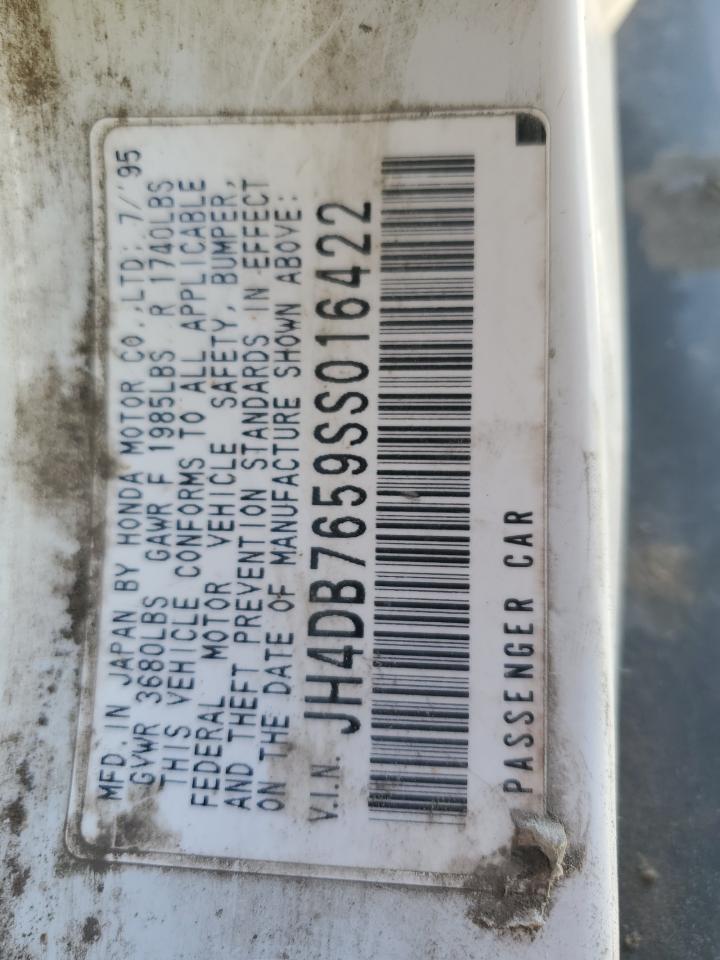 MFD. IN JAPAN BY HONDA MOTOR CO.,LTD: 7/'95
GVWR 3680LBS GAWR F 1985LBS R 1740LBS
THIS VEHICLE CONFORMS TO ALL APPLICABLE
FEDERAL MOTOR VEHICLE SAFETY, BUMPER,
AND THEFT PREVENTION STANDARDS IN EFFECT
ON THE DATE OF MANUFACTURE SHOWN ABOVE:
V.I.N. JH4DB7659SS016422
PASSENGER CAR